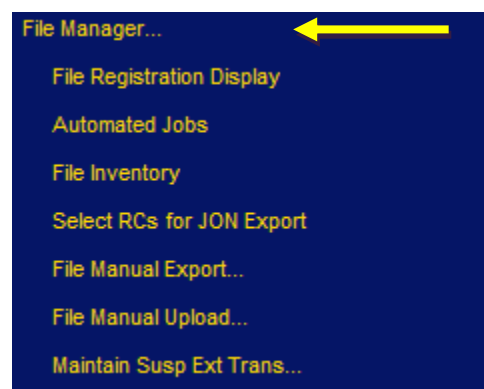 File Manager...
File Registration Display
Automated Jobs
File Inventory
Select RCs for JON Export
File Manual Export...
File Manual Upload...
Maintain Susp Ext Trans...